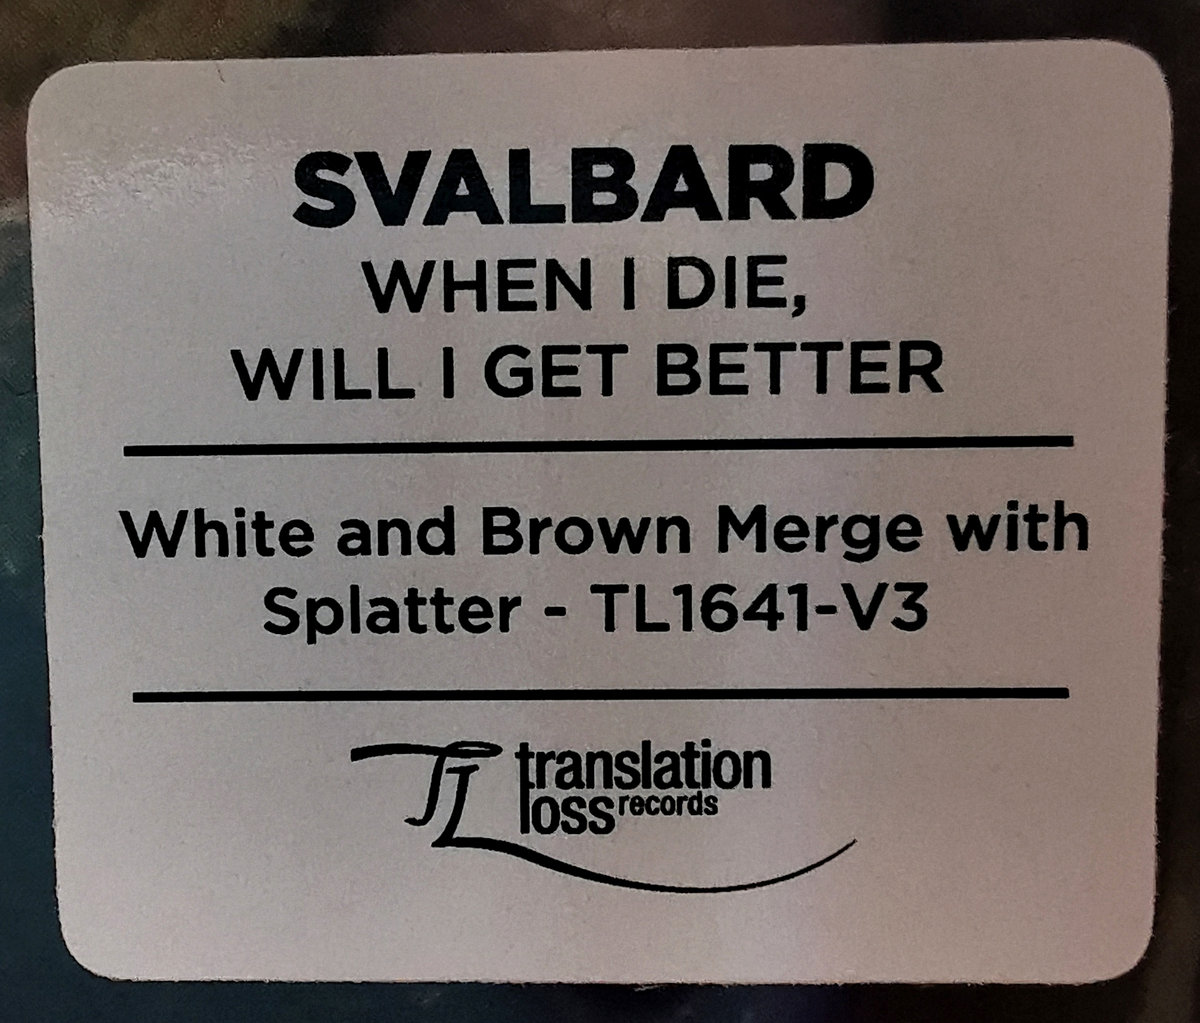 SVALBARD
WHEN I DIE,
WILL I GET BETTER
White and Brown Merge with
Splatter - TL1641-V3
TL translation
loss records